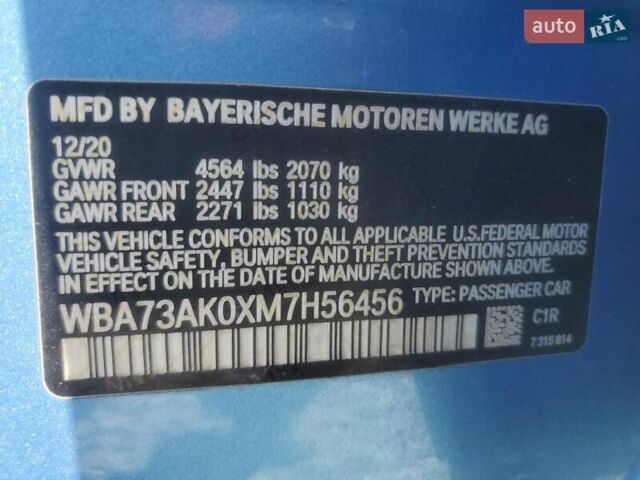 auto RIA
.com
MFD BY BAYERISCHE MOTOREN WERKE AG
12/20
GVWR 4564 lbs 2070 kg
GAWR FRONT 2447 lbs 1110 kg
GAWR REAR 2271 lbs 1030 kg
THIS VEHICLE CONFORMS TO ALL APPLICABLE U.S.FEDERAL MOTOR
VEHICLE SAFETY, BUMPER AND THEFT PREVENTION STANDARDS
IN EFFECT ON THE DATE OF MANUFACTURE SHOWN ABOVE.
WBA73AK0XM7H56456 TYPE: PASSENGER CAR
C1R
7315814